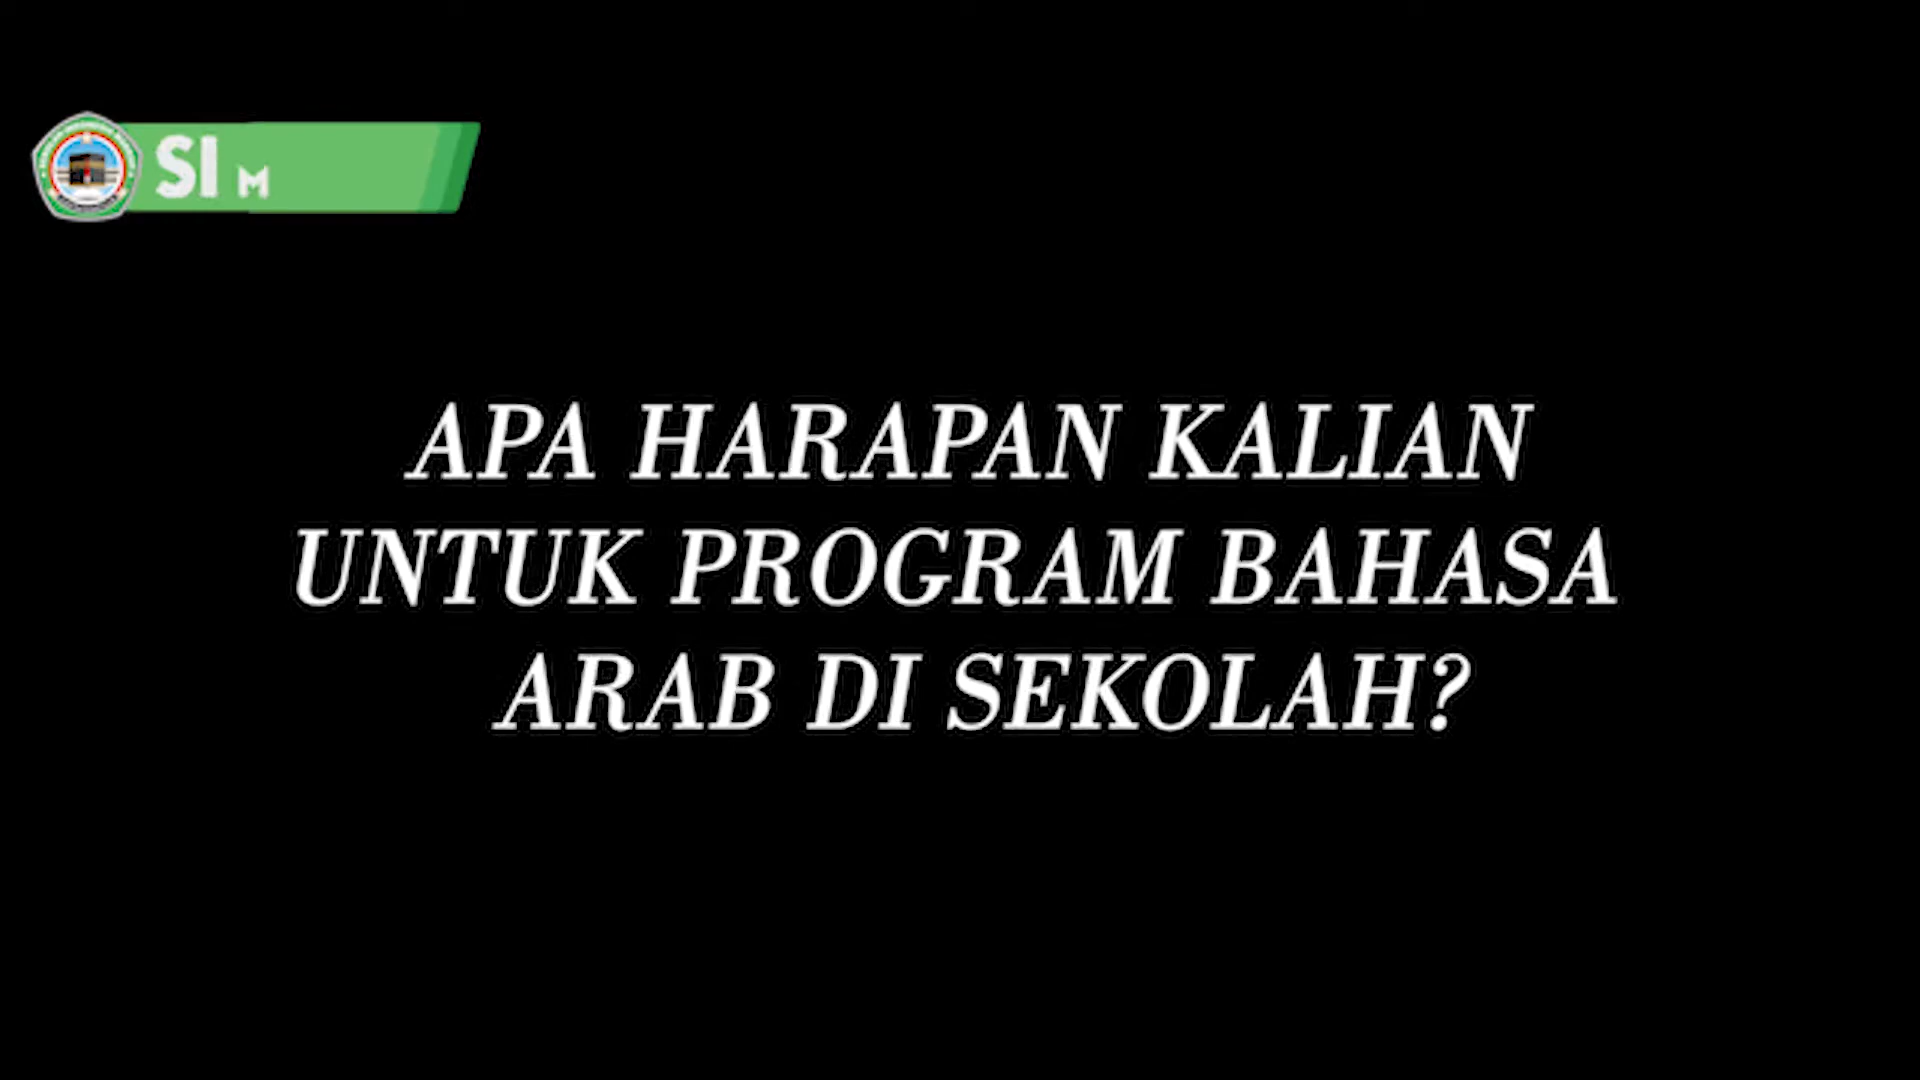 SI M
APA HARAPAN KALIAN
UNTUK PROGRAM BAHASA
ARAB DI SEKOLAH?